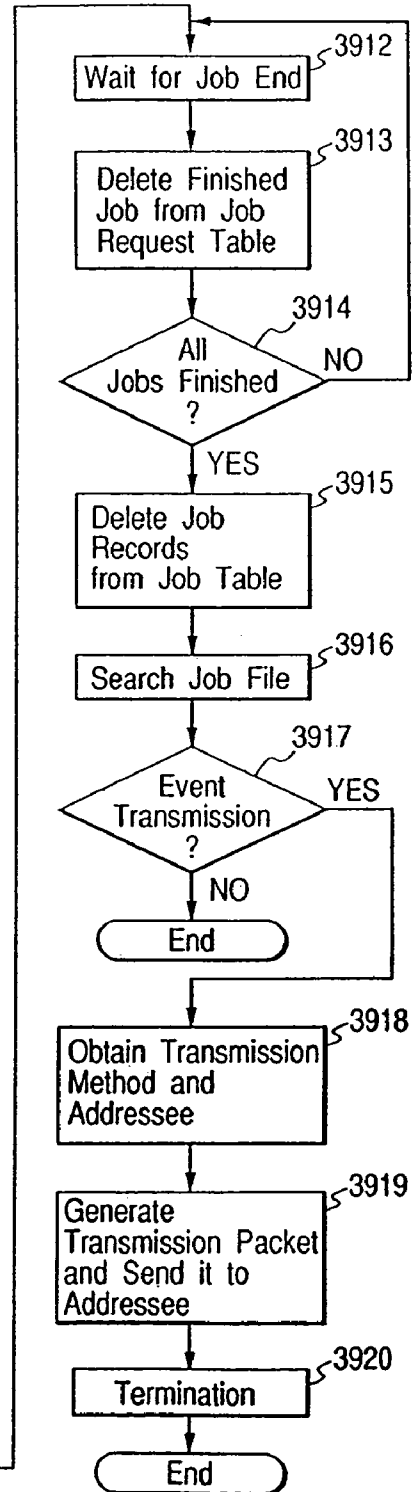 3912
Wait for Job End
3913
Delete Finished
Job from Job
Request Table
3914
All
Jobs Finished
?
NO
YES
3915
Delete Job
Records
from Job Table
3916
Search Job File
3917
Event
Transmission
?
YES
NO
End
3918
Obtain Transmission
Method and
Addressee
3919
Generate
Transmission Packet
and Send it to
Addressee
3920
Termination
End